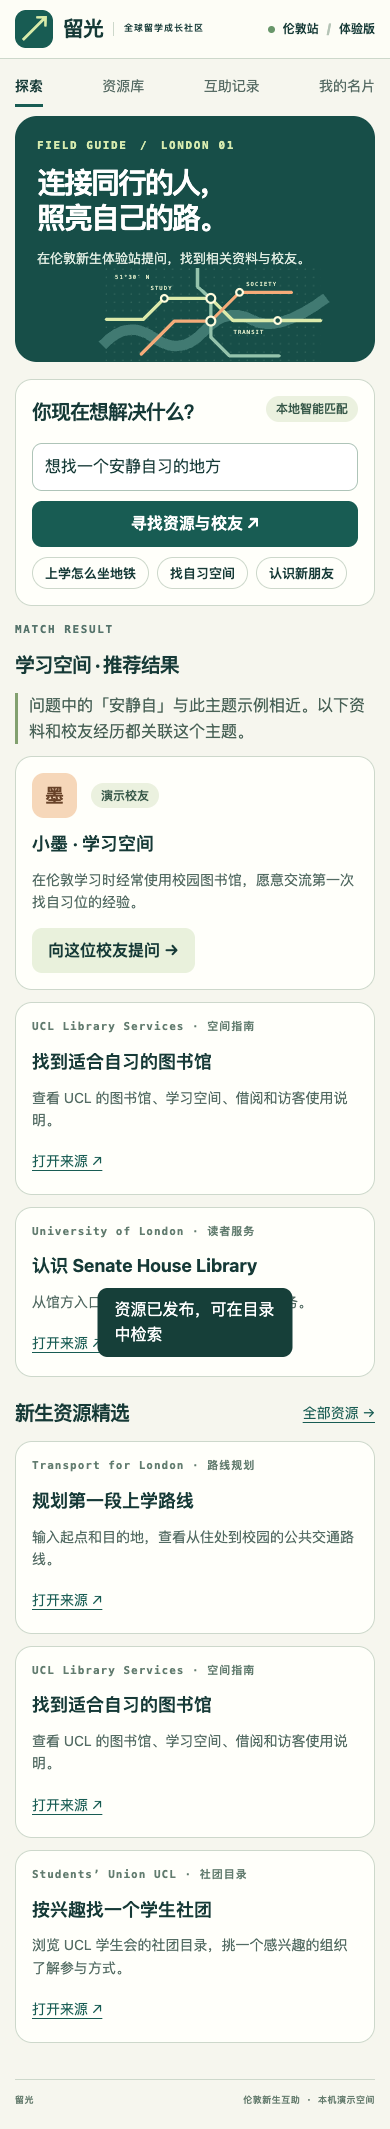 留光 全球留学成长社区 伦敦站 / 体验版
探索 资源库 互助记录 我的名片
FIELD GUIDE / LONDON 01
连接同行的人，
照亮自己的路。
在伦敦新生体验站提问，找到相关资料与校友。
51°30′ N
STUDY
SOCIETY
TRANSIT
你现在想解决什么？ 本地智能匹配
想找一个安静自习的地方
寻找资源与校友 ↗
上学怎么坐地铁 找自习空间 认识新朋友
MATCH RESULT
学习空间 · 推荐结果
问题中的「安静自」与此主题示例相近。以下资
料和校友经历都关联这个主题。
墨 演示校友
小墨 · 学习空间
在伦敦学习时经常使用校园图书馆，愿意交流第一次
找自习位的经验。
向这位校友提问 →
UCL Library Services · 空间指南
找到适合自习的图书馆
查看 UCL 的图书馆、学习空间、借阅和访客使用说
明。
打开来源 ↗
University of London · 读者服务
认识 Senate House Library
从馆方入口
资源已发布，可在目录
中检索
打开来源
新生资源精选 全部资源 →
Transport for London · 路线规划
规划第一段上学路线
输入起点和目的地，查看从住处到校园的公共交通路
线。
打开来源 ↗
UCL Library Services · 空间指南
找到适合自习的图书馆
查看 UCL 的图书馆、学习空间、借阅和访客使用说
明。
打开来源 ↗
Students’ Union UCL · 社团目录
按兴趣找一个学生社团
浏览 UCL 学生会的社团目录，挑一个感兴趣的组织
了解参与方式。
打开来源 ↗
留光 伦敦新生互助 · 本机演示空间